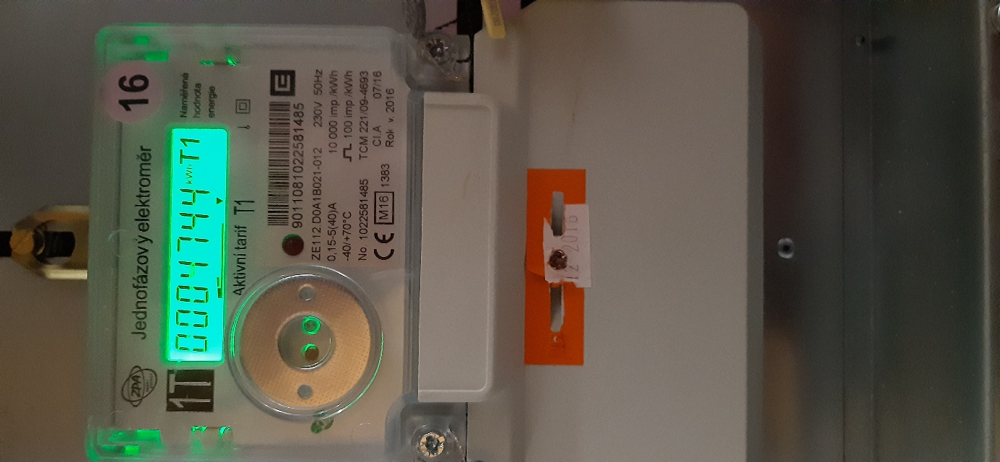 16
Jednofázový elektroměr
ZPA
1T
Naměřená
hodnota
energie
0004744 kWh T1
Aktivní tarif T1
9011081022581485
ZE112.D0A1B021-012 230V 50Hz
0,15-5(40)A 10 000 imp./kWh
-40/+70°C 100 imp./kWh
No 1022581485 TCM 221/09-4693
Cl.A 07/16
CE M16 1383 Rok v. 2016
12 2016